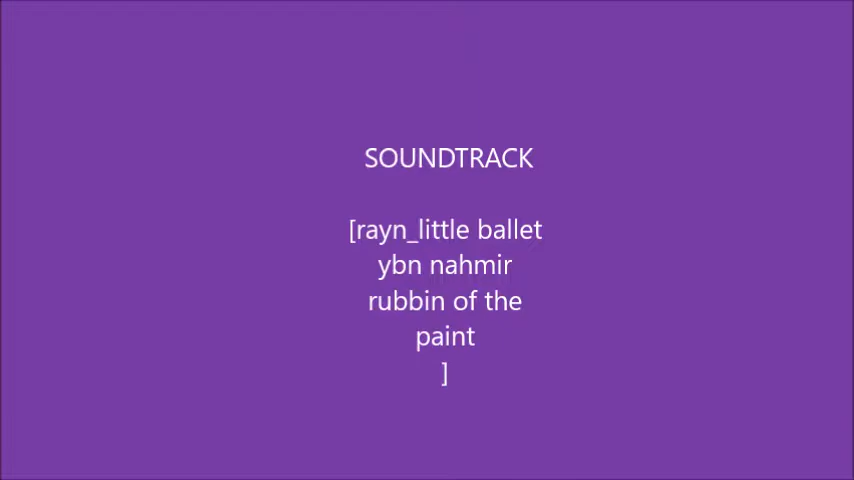 SOUNDTRACK
[rayn_little ballet
ybn nahmir
rubbin of the
paint
]